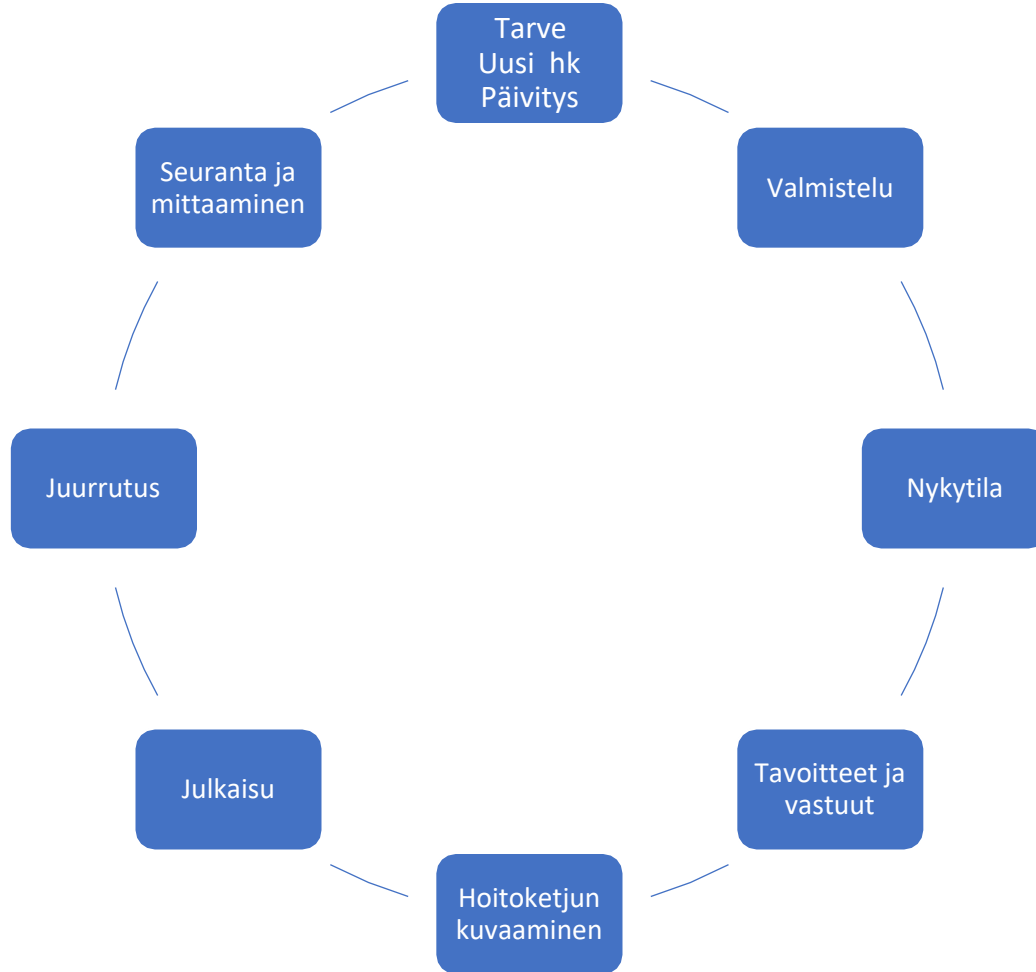 Tarve
Uusi hk
Päivitys
Valmistelu
Nykytila
Tavoitteet ja
vastuut
Hoitoketjun
kuvaaminen
Julkaisu
Juurrutus
Seuranta ja
mittaaminen